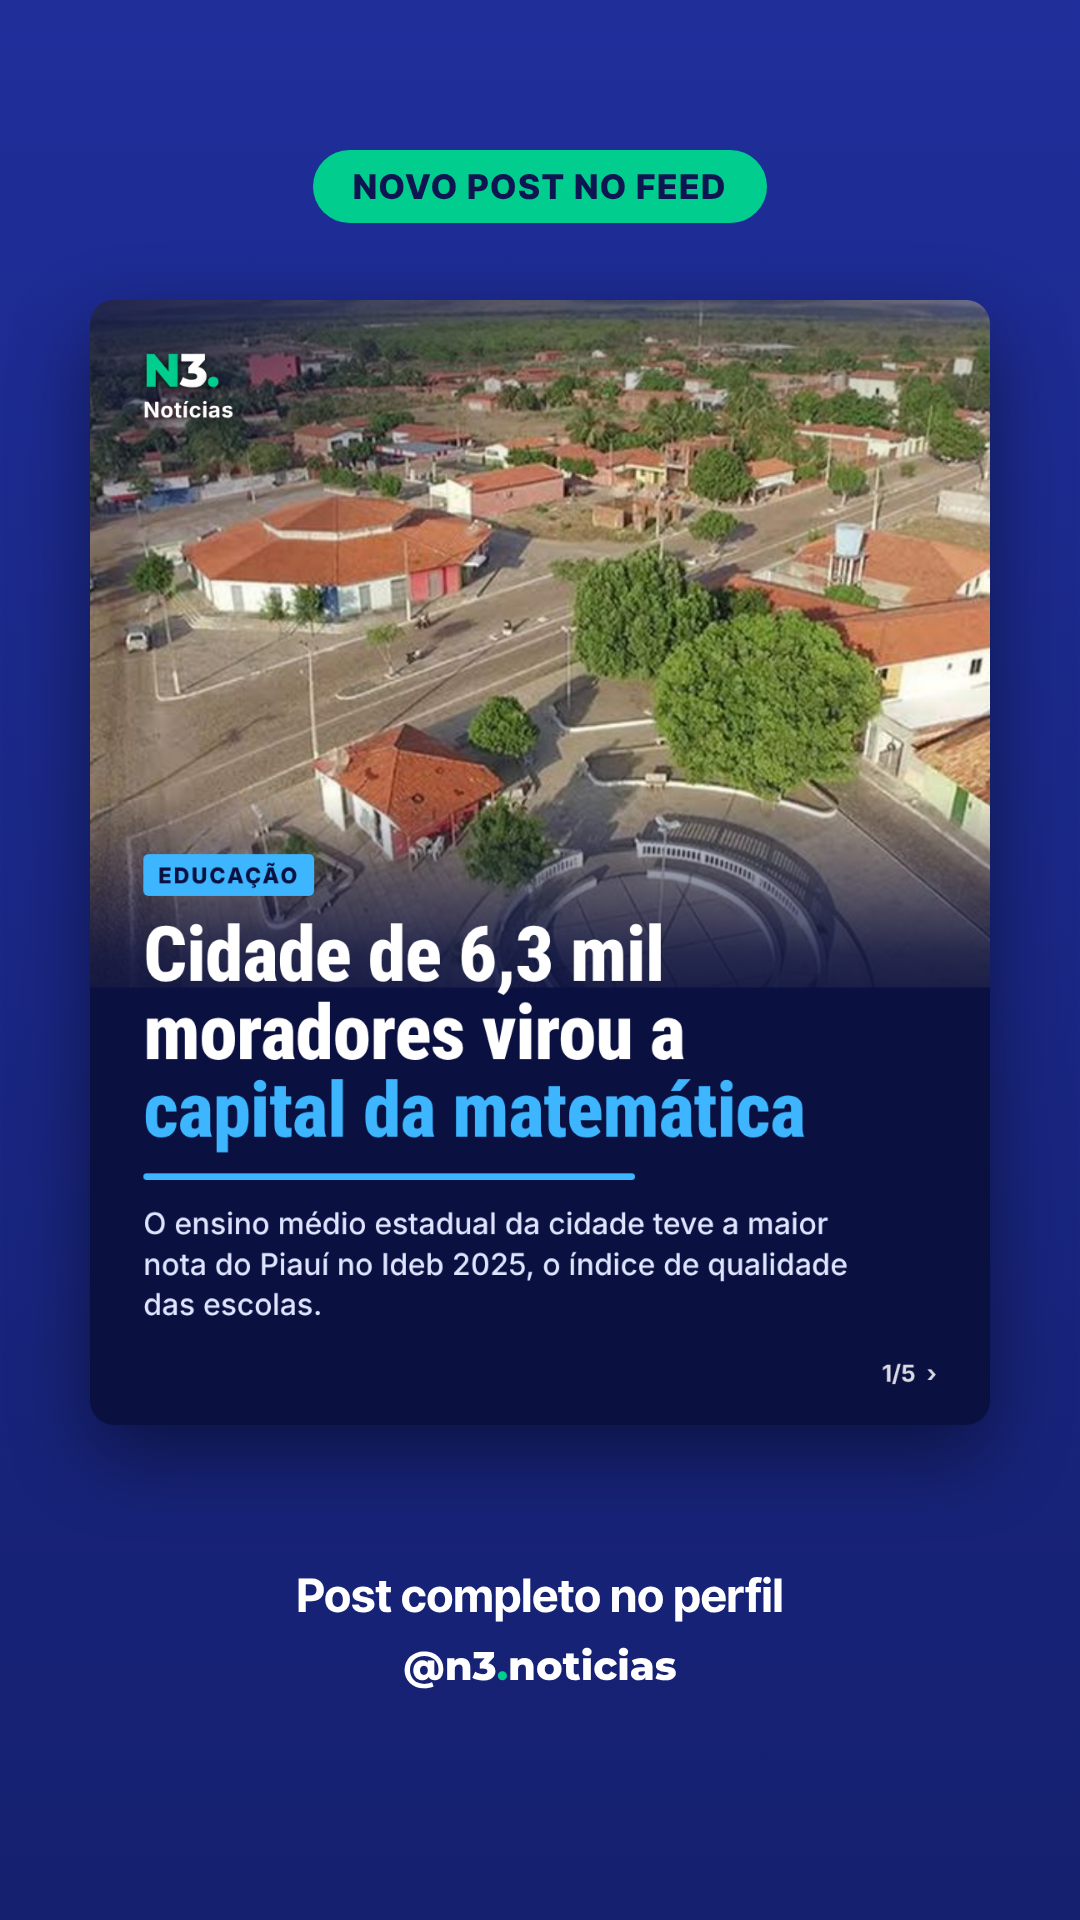 NOVO POST NO FEED
N3.
Notícias
EDUCAÇÃO
Cidade de 6,3 mil
moradores virou a
capital da matemática
O ensino médio estadual da cidade teve a maior
nota do Piauí no Ideb 2025, o índice de qualidade
das escolas.
1/5 ›
Post completo no perfil
@n3.noticias